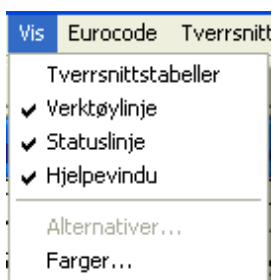 Vis Eurocode Tverrsnitt
Tverrsnittstabeller
Verktøylinje
Statuslinje
Hjelpevindu
Alternativer...
Farger...